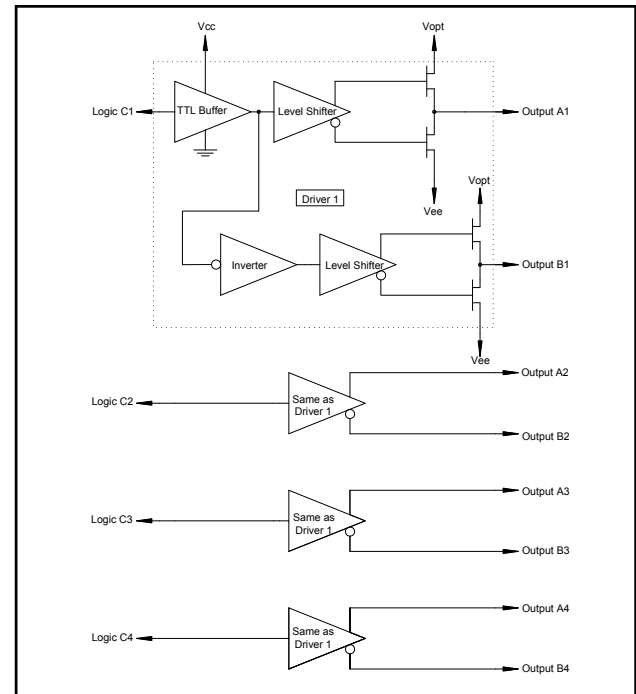 Vcc
Vopt
Logic C1
TTL Buffer
Level Shifter
Output A1
Driver 1
Vee
Vopt
Inverter
Level Shifter
Output B1
Vee
Output A2
Logic C2
Same as
Driver 1
Output B2
Output A3
Logic C3
Same as
Driver 1
Output B3
Output A4
Logic C4
Same as
Driver 1
Output B4